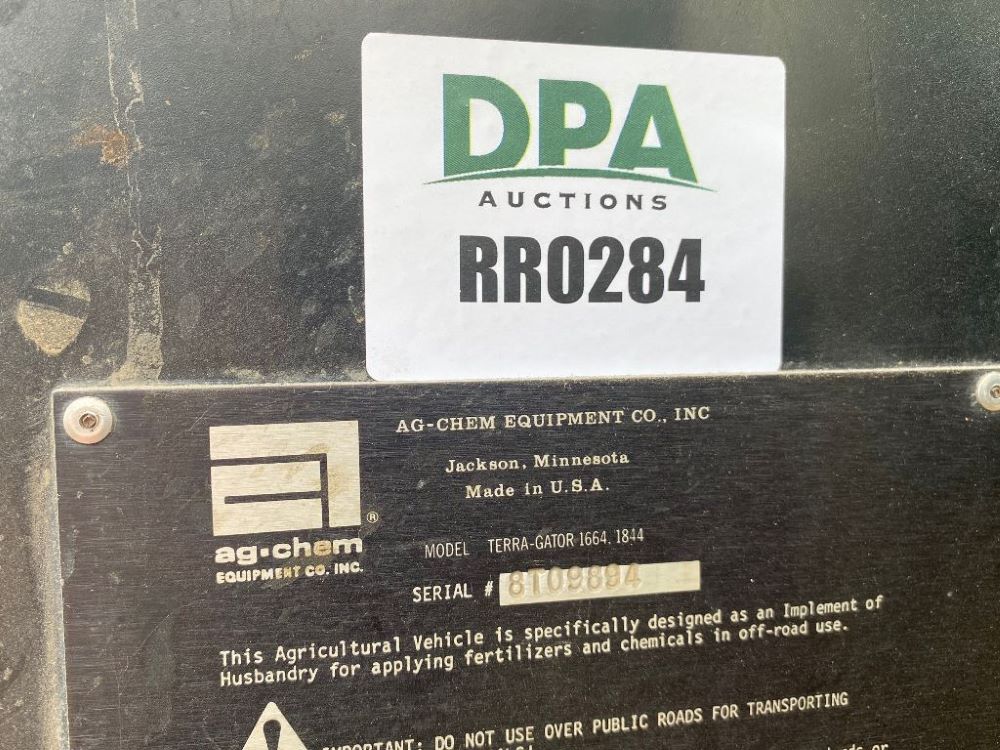 DPA
AUCTIONS
RR0284
AG-CHEM EQUIPMENT CO., INC
Jackson, Minnesota
Made in U.S.A.
ag·chem ®
EQUIPMENT CO. INC.
MODEL TERRA-GATOR 1664, 1844
SERIAL # 8T09894
This Agricultural Vehicle is specifically designed as an Implement of
Husbandry for applying fertilizers and chemicals in off-road use.
IMPORTANT: DO NOT USE OVER PUBLIC ROADS FOR TRANSPORTING